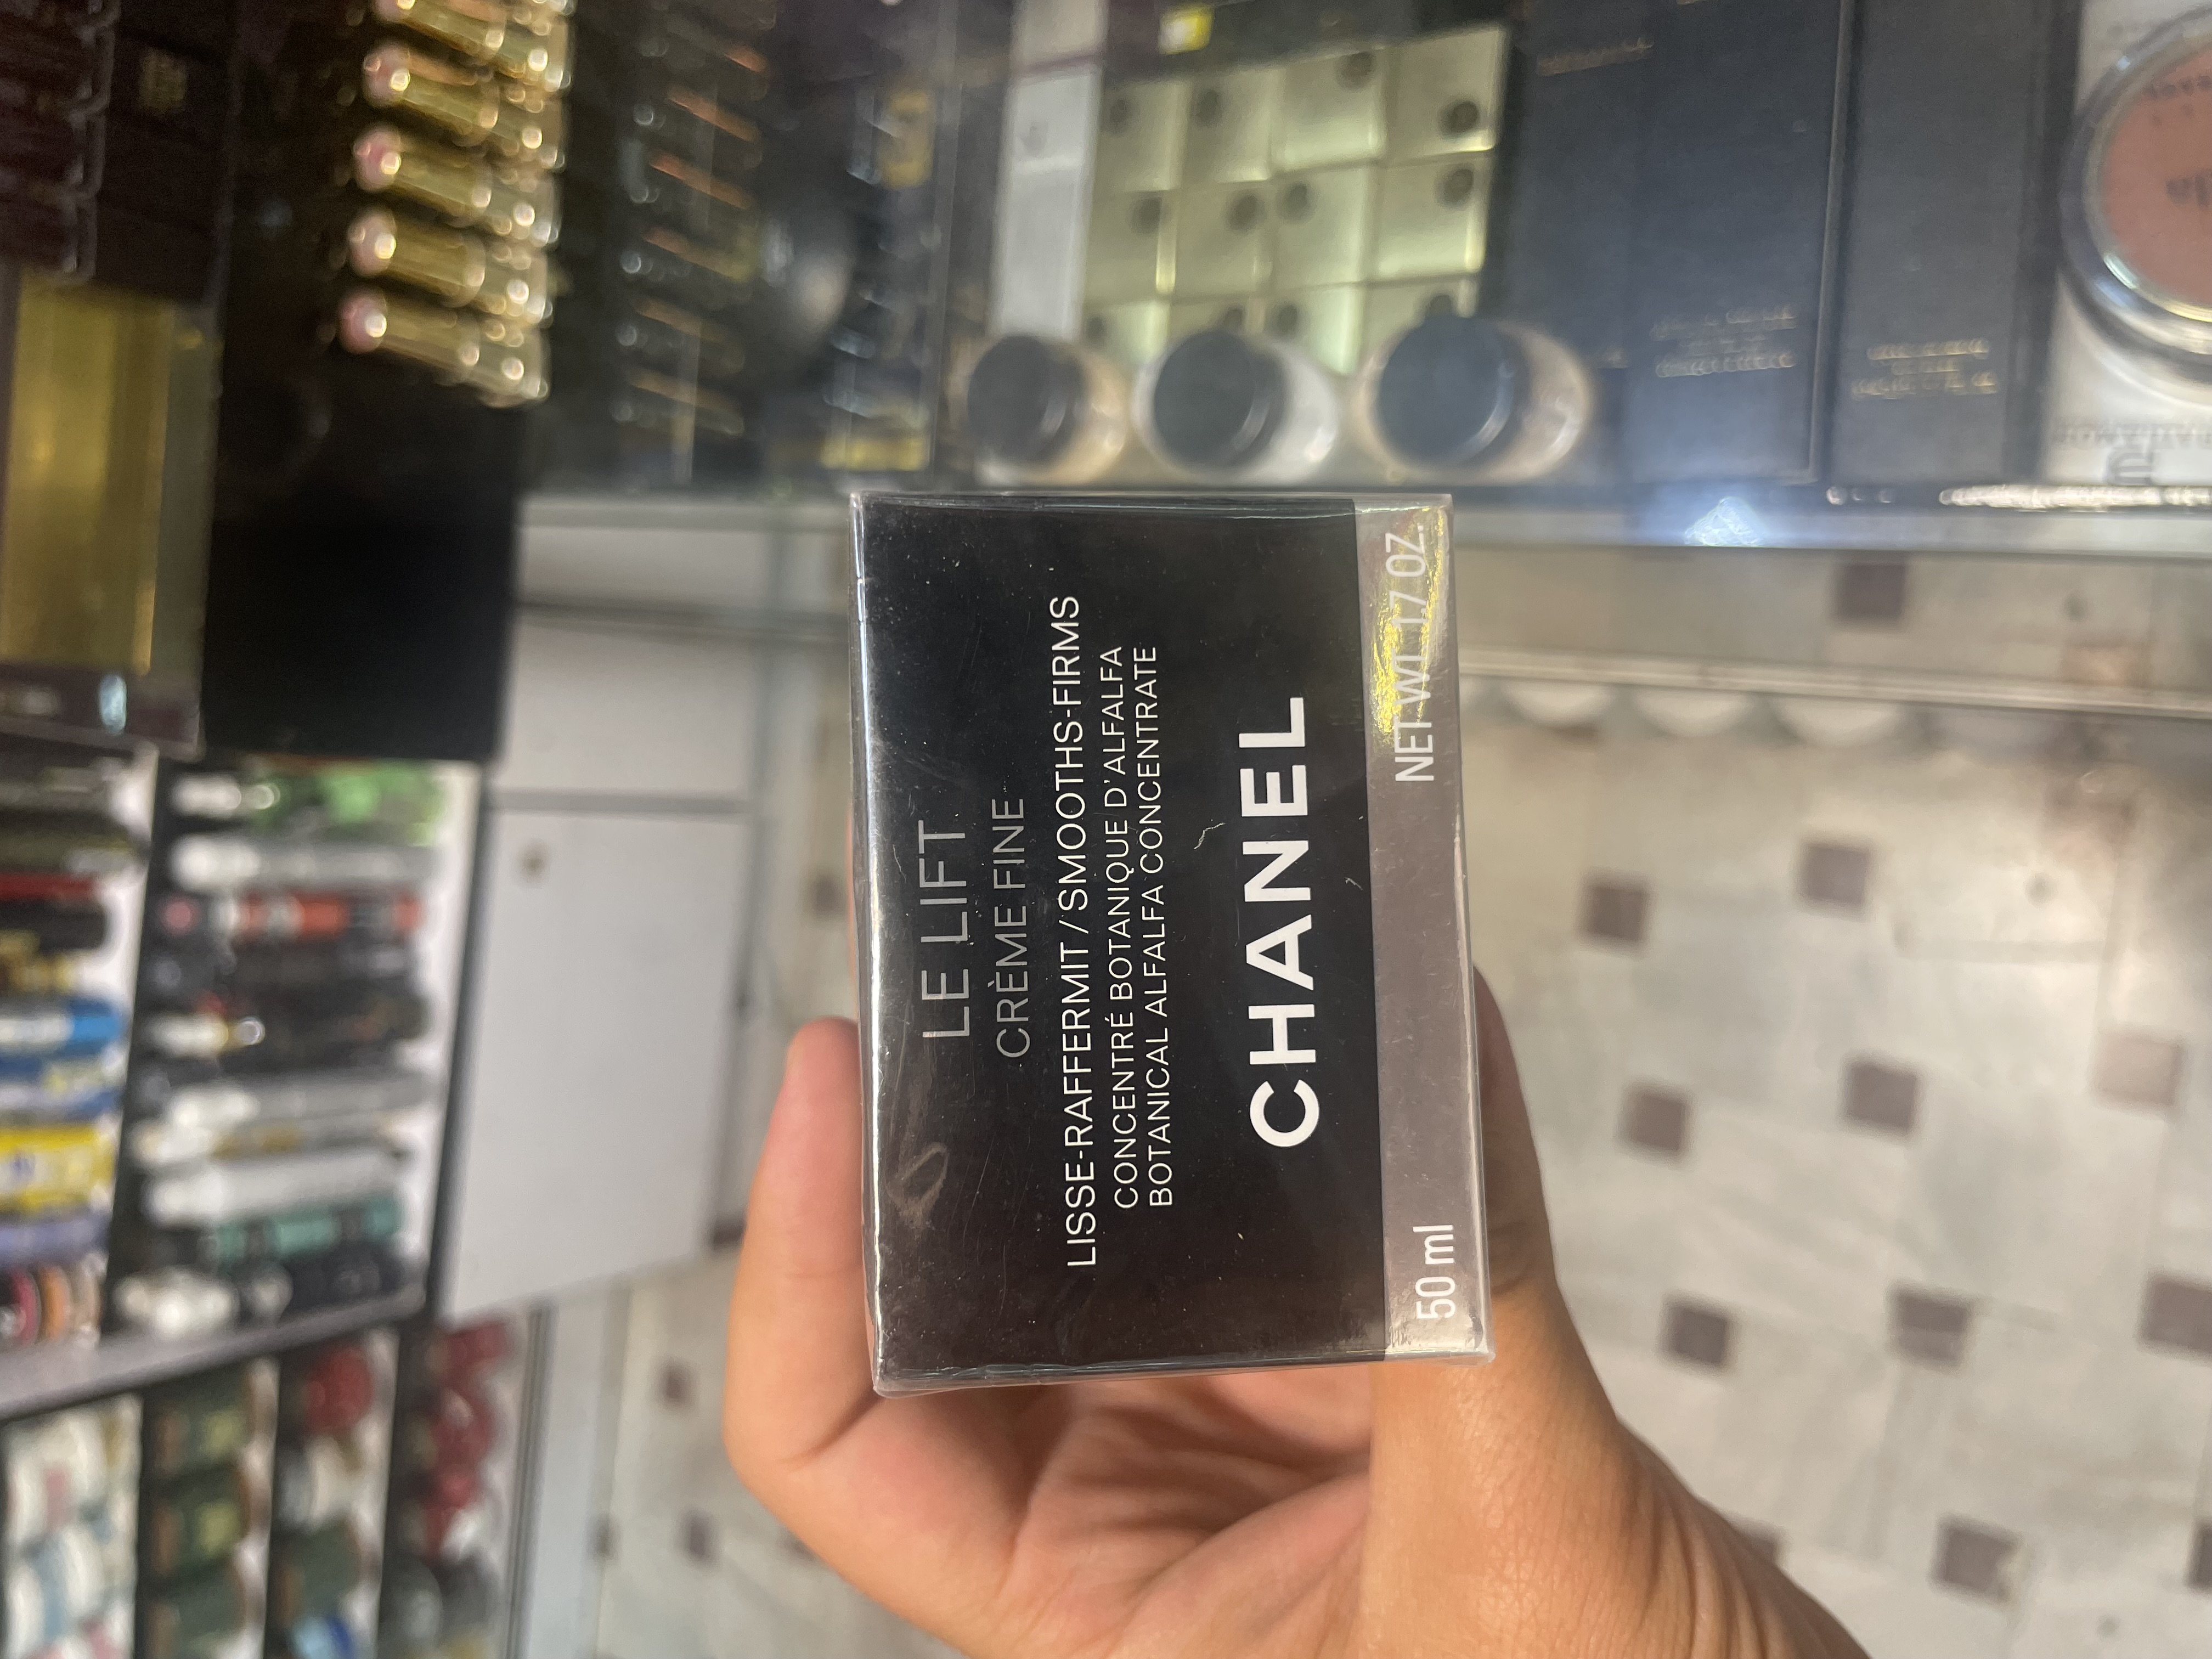 LE LIFT
CRÈME FINE
LISSE-RAFFERMIT / SMOOTHS-FIRMS
CONCENTRÉ BOTANIQUE D'ALFALFA
BOTANICAL ALFALFA CONCENTRATE
CHANEL
50 ml NET WT. 1.7 OZ.